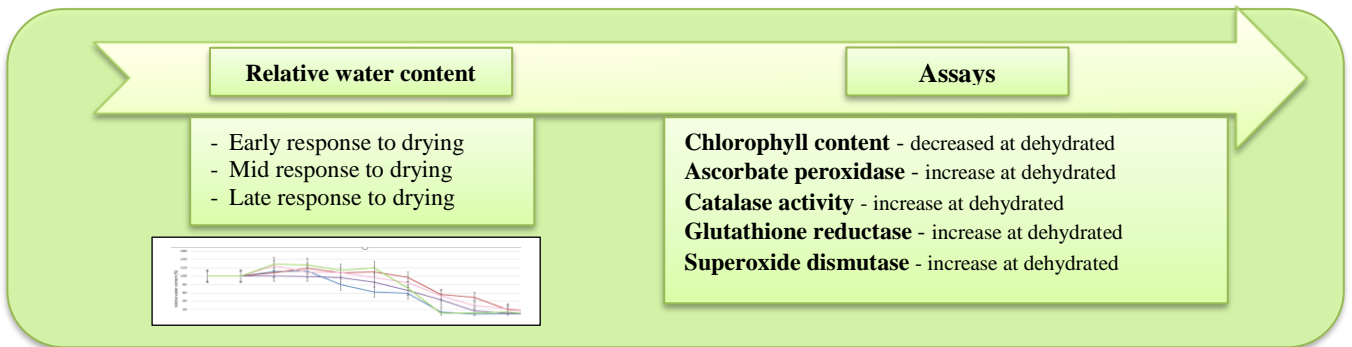 Relative water content
Assays
- Early response to drying
- Mid response to drying
- Late response to drying
Chlorophyll content - decreased at dehydrated
Ascorbate peroxidase - increase at dehydrated
Catalase activity - increase at dehydrated
Glutathione reductase - increase at dehydrated
Superoxide dismutase - increase at dehydrated